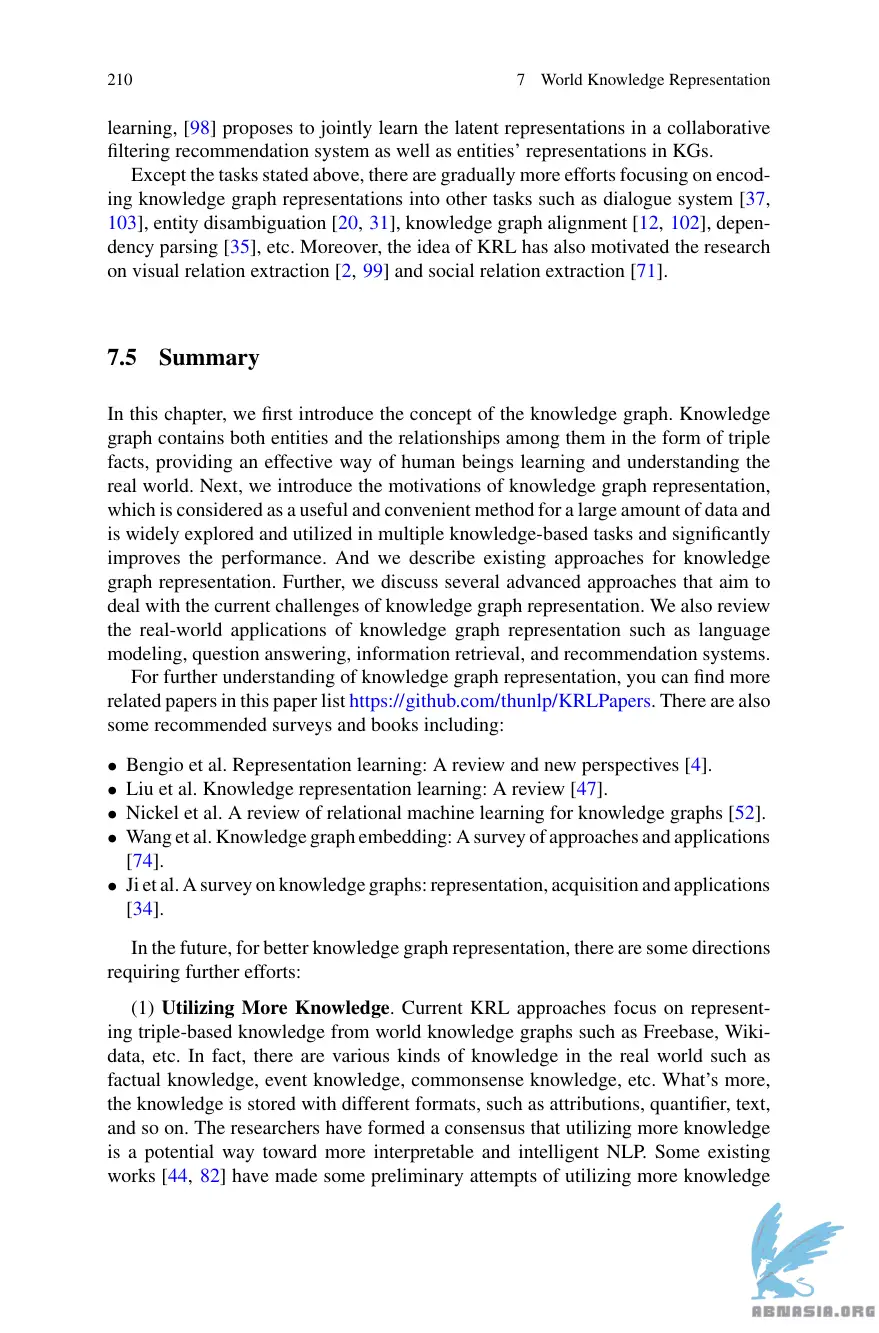 210
7 World Knowledge Representation
learning, [98] proposes to jointly learn the latent representations in a collaborative
filtering recommendation system as well as entities’ representations in KGs.
Except the tasks stated above, there are gradually more efforts focusing on encod-
ing knowledge graph representations into other tasks such as dialogue system [37,
103], entity disambiguation [20, 31], knowledge graph alignment [12, 102], depen-
dency parsing [35], etc. Moreover, the idea of KRL has also motivated the research
on visual relation extraction [2, 99] and social relation extraction [71].
7.5 Summary
In this chapter, we first introduce the concept of the knowledge graph. Knowledge
graph contains both entities and the relationships among them in the form of triple
facts, providing an effective way of human beings learning and understanding the
real world. Next, we introduce the motivations of knowledge graph representation,
which is considered as a useful and convenient method for a large amount of data and
is widely explored and utilized in multiple knowledge-based tasks and significantly
improves the performance. And we describe existing approaches for knowledge
graph representation. Further, we discuss several advanced approaches that aim to
deal with the current challenges of knowledge graph representation. We also review
the real-world applications of knowledge graph representation such as language
modeling, question answering, information retrieval, and recommendation systems.
For further understanding of knowledge graph representation, you can find more
related papers in this paper list https://github.com/thunlp/KRLPapers. There are also
some recommended surveys and books including:
• Bengio et al. Representation learning: A review and new perspectives [4].
• Liu et al. Knowledge representation learning: A review [47].
• Nickel et al. A review of relational machine learning for knowledge graphs [52].
• Wang et al. Knowledge graph embedding: A survey of approaches and applications
[74].
• Ji et al. A survey on knowledge graphs: representation, acquisition and applications
[34].
In the future, for better knowledge graph representation, there are some directions
requiring further efforts:
(1) Utilizing More Knowledge. Current KRL approaches focus on represent-
ing triple-based knowledge from world knowledge graphs such as Freebase, Wiki-
data, etc. In fact, there are various kinds of knowledge in the real world such as
factual knowledge, event knowledge, commonsense knowledge, etc. What’s more,
the knowledge is stored with different formats, such as attributions, quantifier, text,
and so on. The researchers have formed a consensus that utilizing more knowledge
is a potential way toward more interpretable and intelligent NLP. Some existing
works [44, 82] have made some preliminary attempts of utilizing more knowledge
ABNASIA.ORG